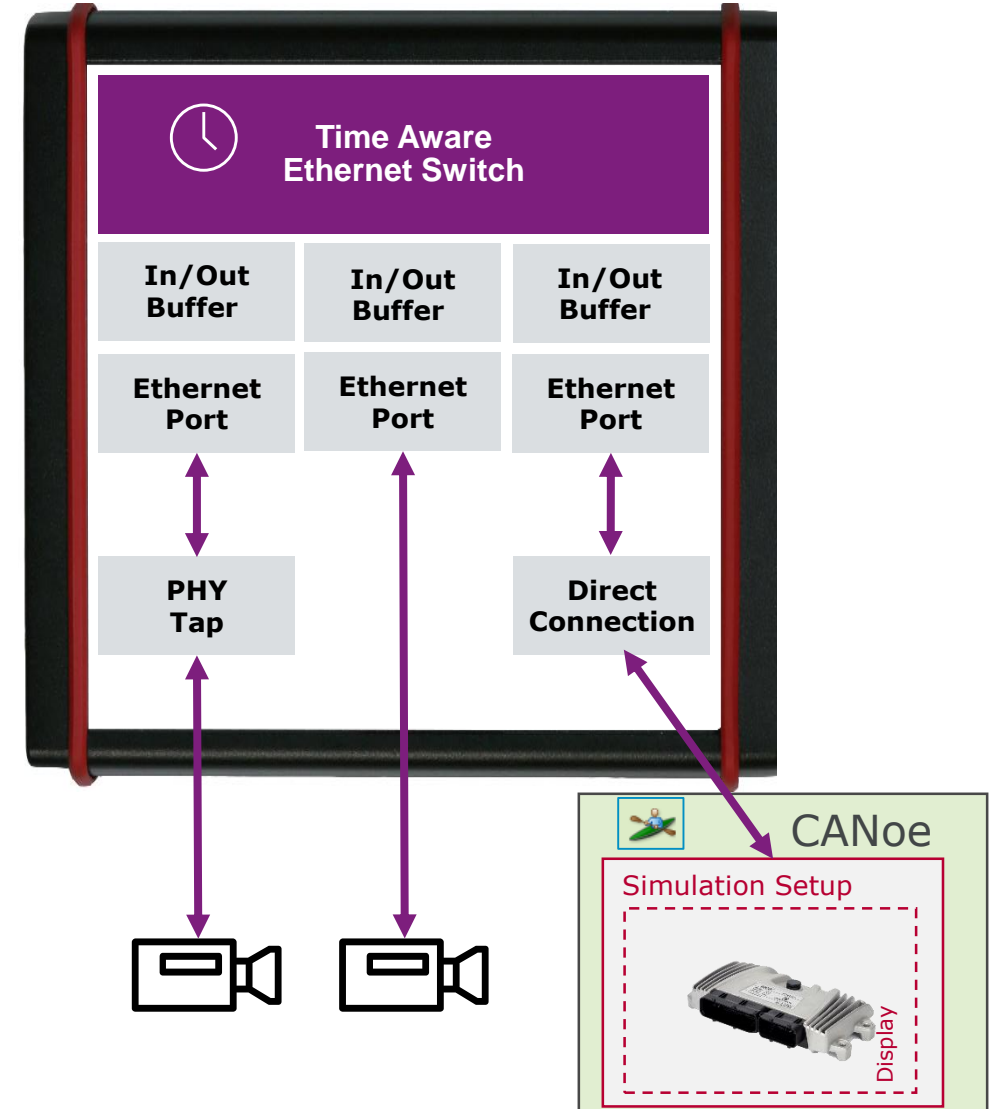 Time Aware
Ethernet Switch
In/Out
Buffer
In/Out
Buffer
In/Out
Buffer
Ethernet
Port
Ethernet
Port
Ethernet
Port
PHY
Tap
Direct
Connection
CANoe
Simulation Setup
Display